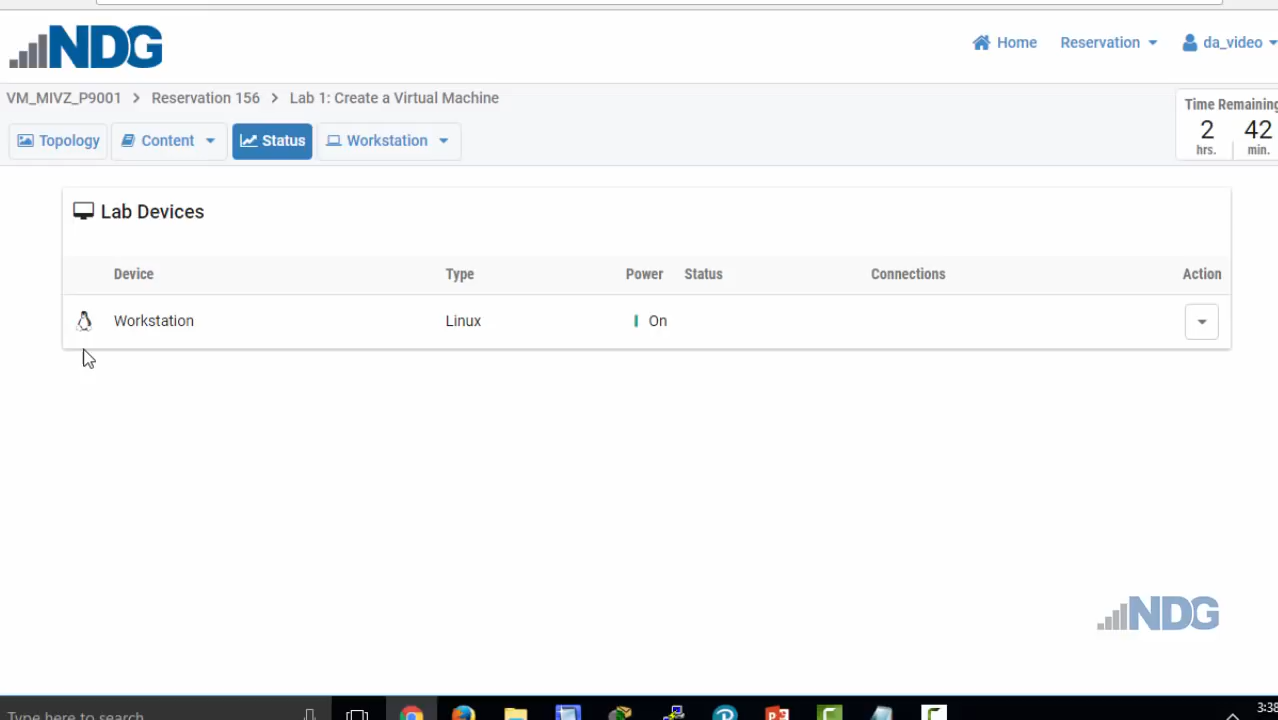 NDG
Home Reservation da_video
VM_MIVZ_P9001 > Reservation 156 > Lab 1: Create a Virtual Machine
Time Remaining
2 42
hrs. min.
Topology Content Status Workstation
Lab Devices
Device Type Power Status Connections Action
Workstation Linux On
NDG
Type here to search
3:38